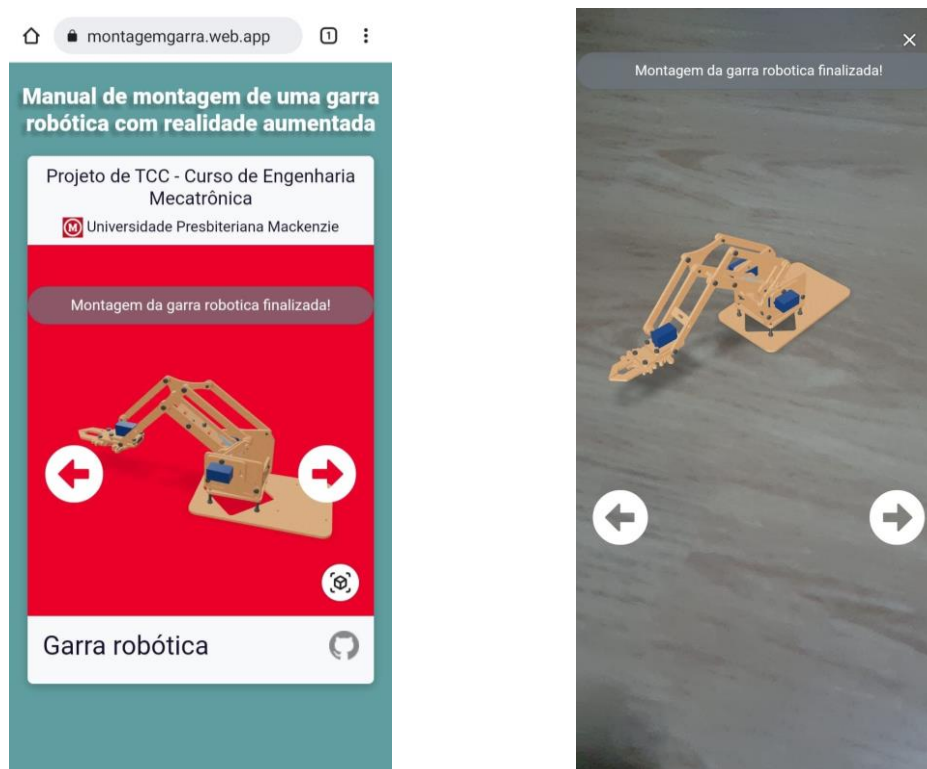 montagemgarra.web.app
1
Manual de montagem de uma garra
robótica com realidade aumentada
Projeto de TCC - Curso de Engenharia
Mecatrônica
M Universidade Presbiteriana Mackenzie
Montagem da garra robotica finalizada!
Garra robótica
Montagem da garra robotica finalizada!